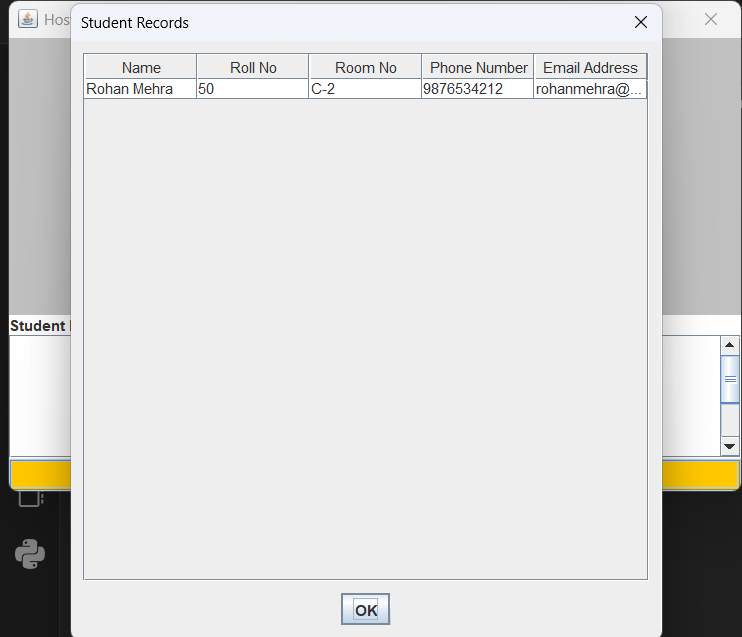 Hos
Student Records
Name Roll No Room No Phone Number Email Address
Rohan Mehra 50 C-2 9876534212 rohanmehra@...
Student
OK